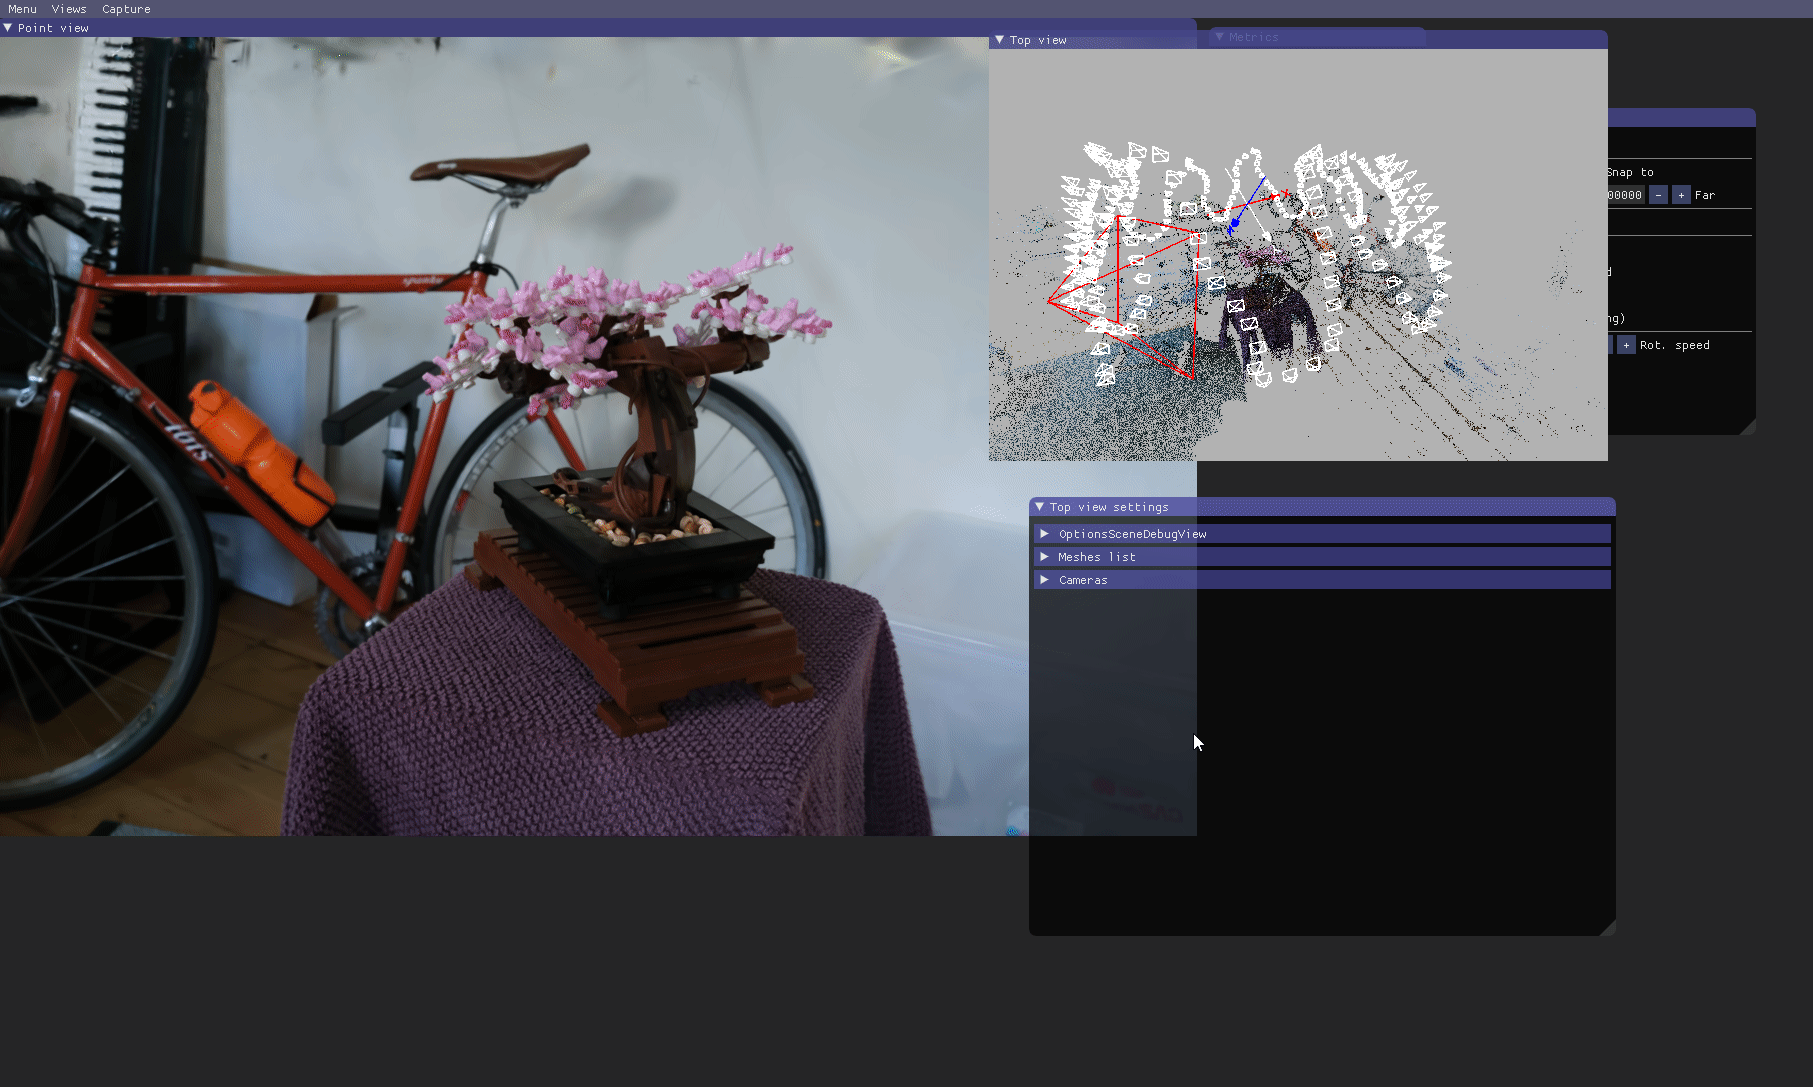 Menu Views Capture
Point view
Top view
Metrics
Snap to
00000 - + Far
+ Rot. speed
Top view settings
OptionsSceneDebugView
Meshes list
Cameras